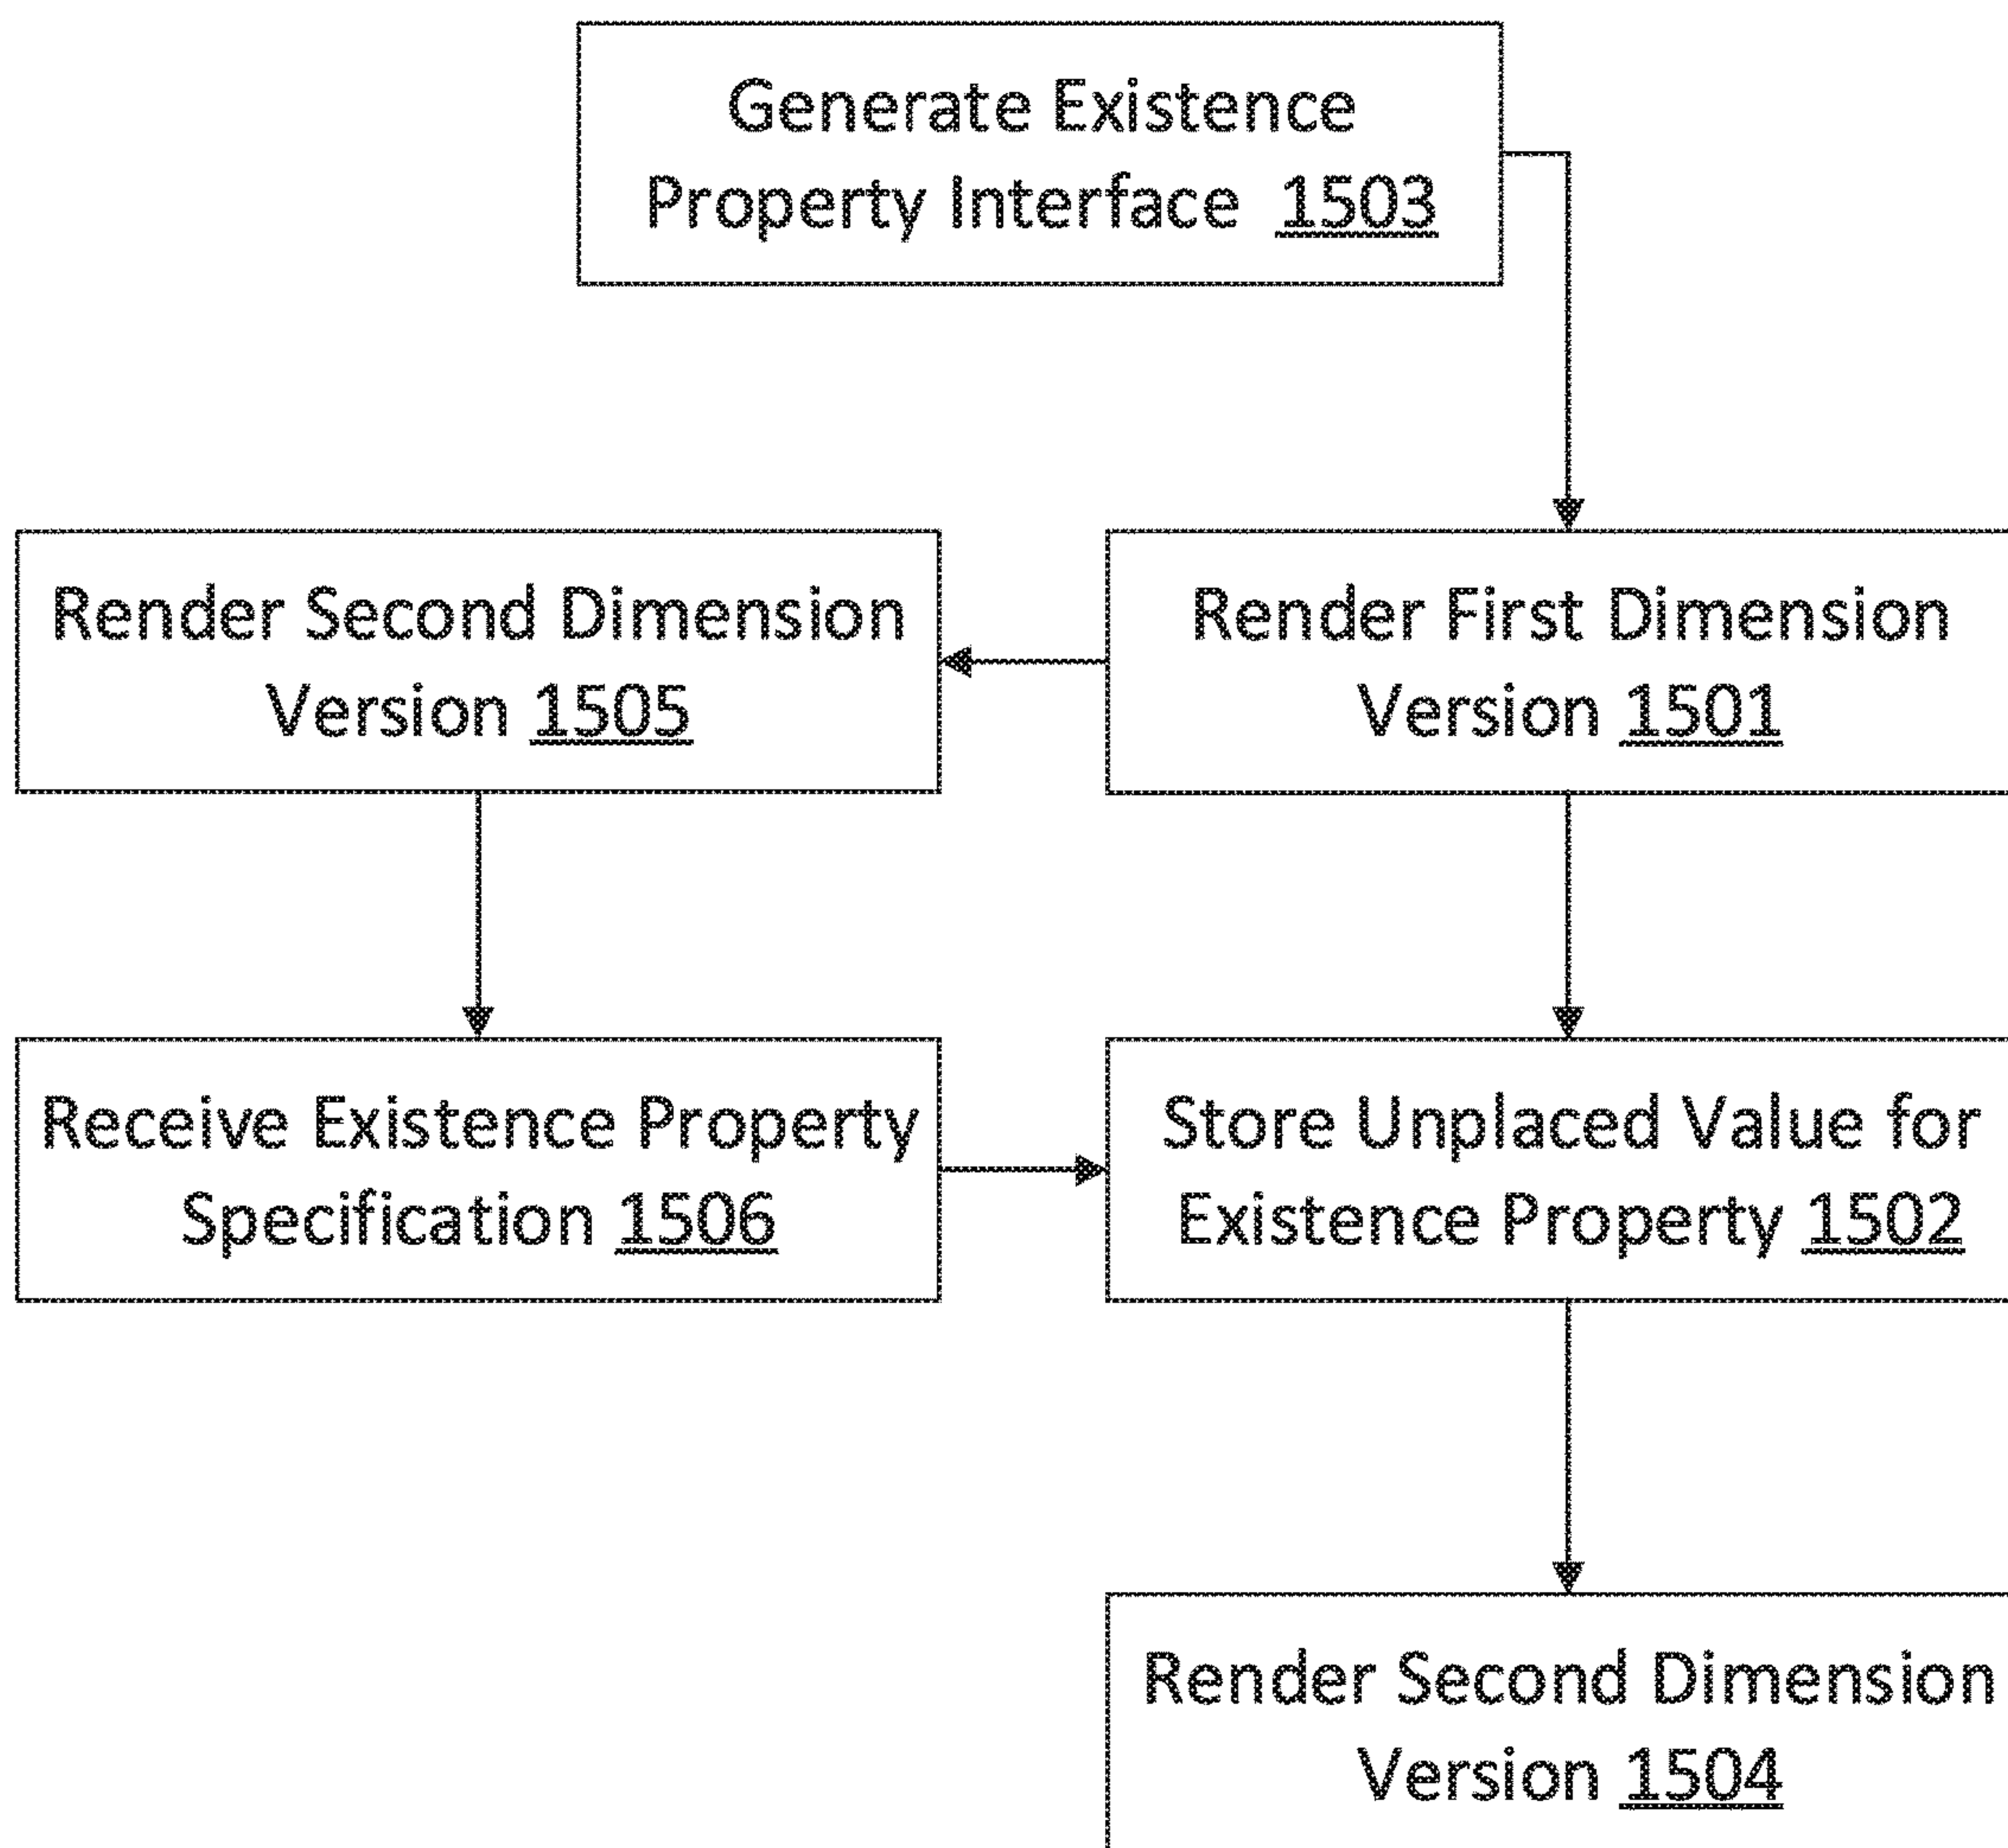 Generate Existence
Property Interface 1503
Render Second Dimension
Version 1505
Render First Dimension
Version 1501
Receive Existence Property
Specification 1506
Store Unplaced Value for
Existence Property 1502
Render Second Dimension
Version 1504